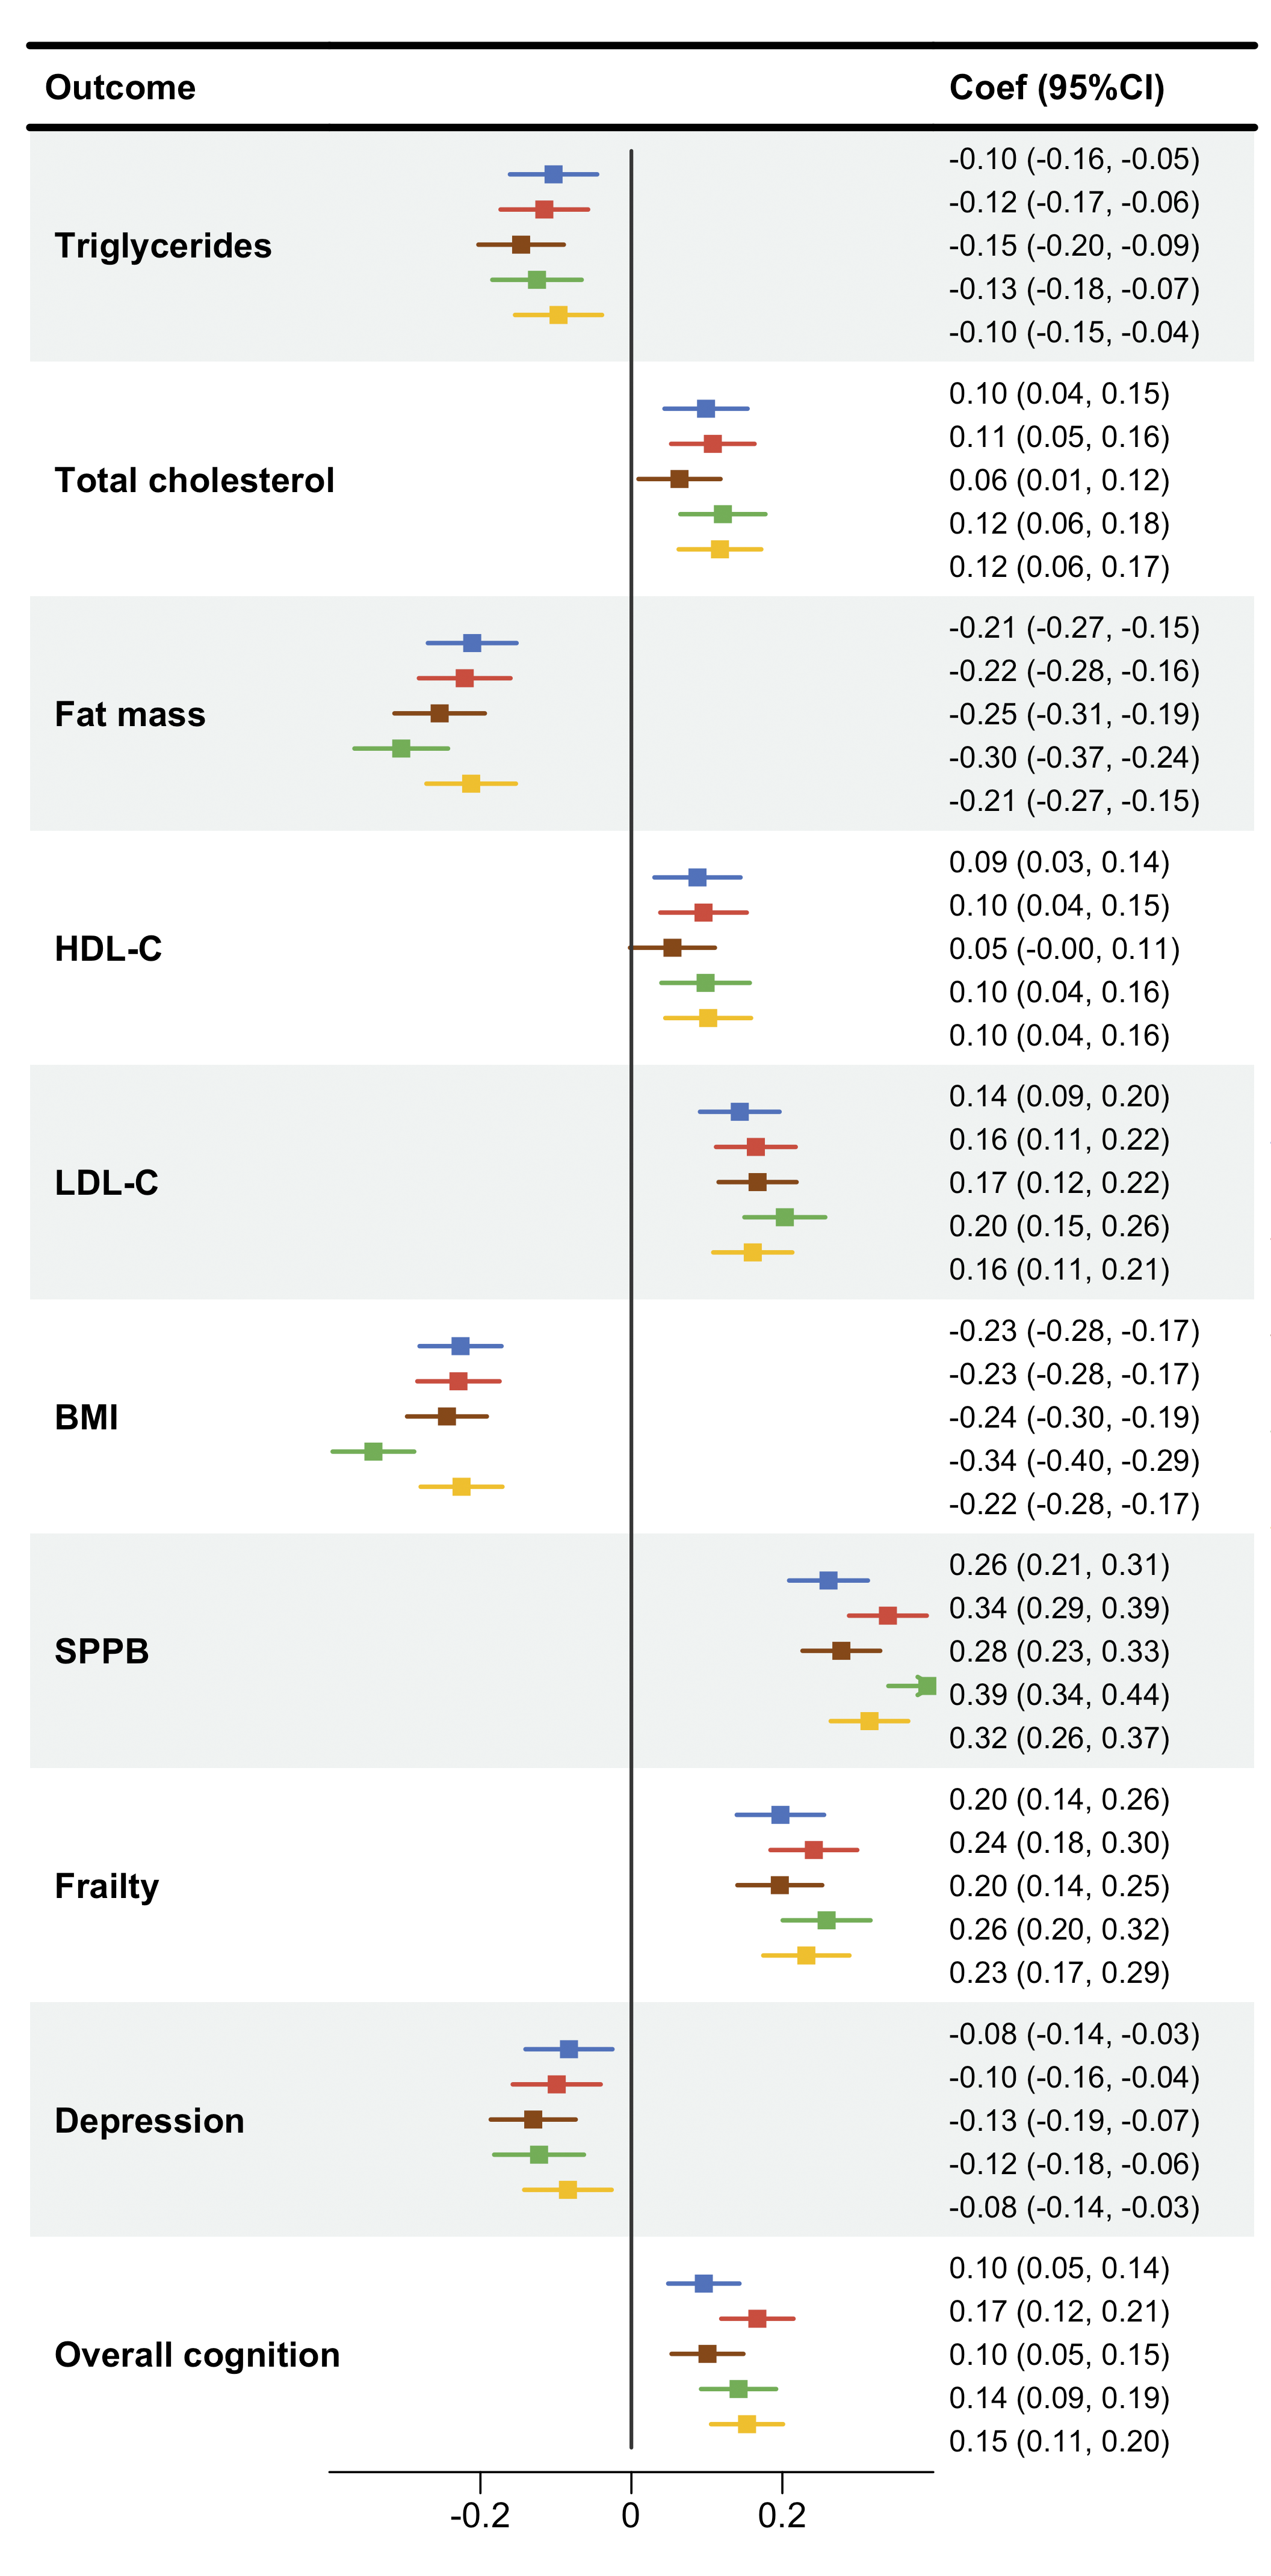 Outcome Coef (95%CI)
-0.10 (-0.16, -0.05)
-0.12 (-0.17, -0.06)
Triglycerides -0.15 (-0.20, -0.09)
-0.13 (-0.18, -0.07)
-0.10 (-0.15, -0.04)
0.10 (0.04, 0.15)
0.11 (0.05, 0.16)
Total cholesterol 0.06 (0.01, 0.12)
0.12 (0.06, 0.18)
0.12 (0.06, 0.17)
-0.21 (-0.27, -0.15)
-0.22 (-0.28, -0.16)
Fat mass -0.25 (-0.31, -0.19)
-0.30 (-0.37, -0.24)
-0.21 (-0.27, -0.15)
0.09 (0.03, 0.14)
0.10 (0.04, 0.15)
HDL-C 0.05 (-0.00, 0.11)
0.10 (0.04, 0.16)
0.10 (0.04, 0.16)
0.14 (0.09, 0.20)
0.16 (0.11, 0.22)
LDL-C 0.17 (0.12, 0.22)
0.20 (0.15, 0.26)
0.16 (0.11, 0.21)
-0.23 (-0.28, -0.17)
-0.23 (-0.28, -0.17)
BMI -0.24 (-0.30, -0.19)
-0.34 (-0.40, -0.29)
-0.22 (-0.28, -0.17)
0.26 (0.21, 0.31)
0.34 (0.29, 0.39)
SPPB 0.28 (0.23, 0.33)
0.39 (0.34, 0.44)
0.32 (0.26, 0.37)
0.20 (0.14, 0.26)
0.24 (0.18, 0.30)
Frailty 0.20 (0.14, 0.25)
0.26 (0.20, 0.32)
0.23 (0.17, 0.29)
-0.08 (-0.14, -0.03)
-0.10 (-0.16, -0.04)
Depression -0.13 (-0.19, -0.07)
-0.12 (-0.18, -0.06)
-0.08 (-0.14, -0.03)
0.10 (0.05, 0.14)
0.17 (0.12, 0.21)
Overall cognition 0.10 (0.05, 0.15)
0.14 (0.09, 0.19)
0.15 (0.11, 0.20)
-0.2 0 0.2